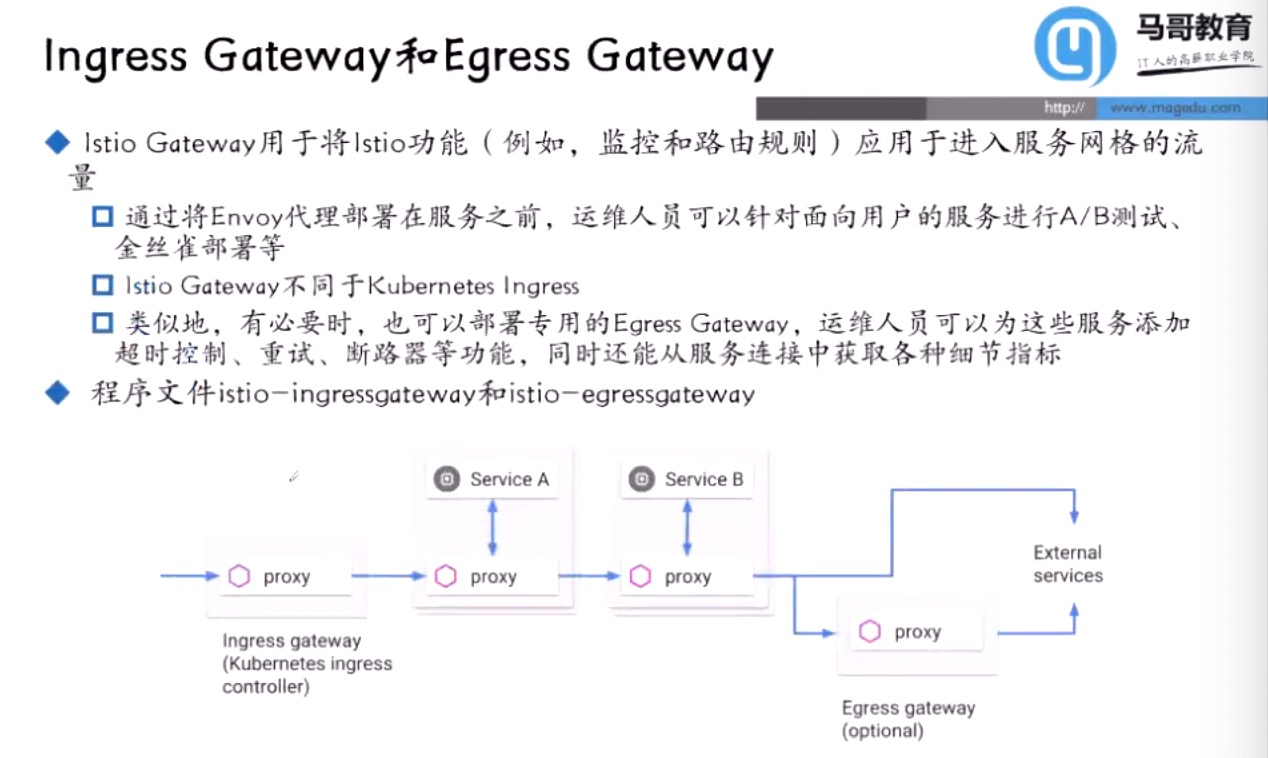 Ingress Gateway和Egress Gateway
马哥教育
IT人的高薪职业学院
http://
www.magedu.com
Istio Gateway用于将Istio功能（例如，监控和路由规则）应用于进入服务网格的流
量
通过将Envoy代理部署在服务之前，运维人员可以针对面向用户的服务进行A/B测试、
金丝雀部署等
Istio Gateway不同于Kubernetes Ingress
类似地，有必要时，也可以部署专用的Egress Gateway，运维人员可以为这些服务添加
超时控制、重试、断路器等功能，同时还能从服务连接中获取各种细节指标
程序文件istio-ingressgateway和istio-egressgateway
Service A
Service B
proxy
proxy
proxy
External
services
proxy
Ingress gateway
(Kubernetes ingress
controller)
Egress gateway
(optional)